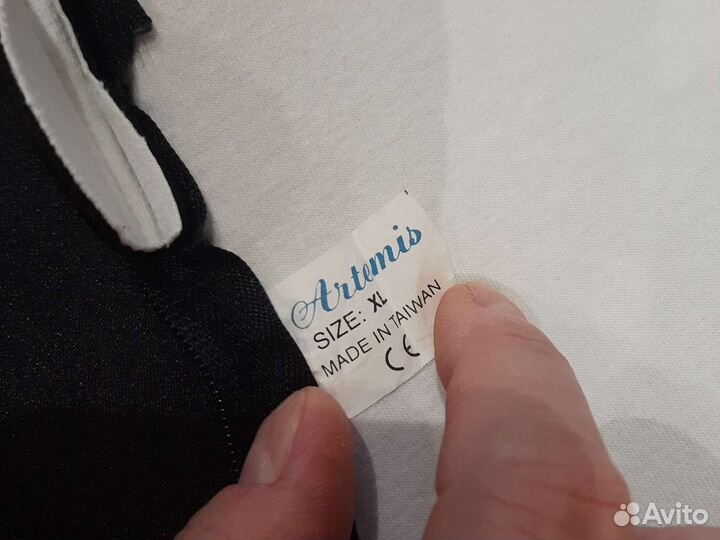 Artemis
SIZE: XL
MADE IN TAIWAN
CE
Avito